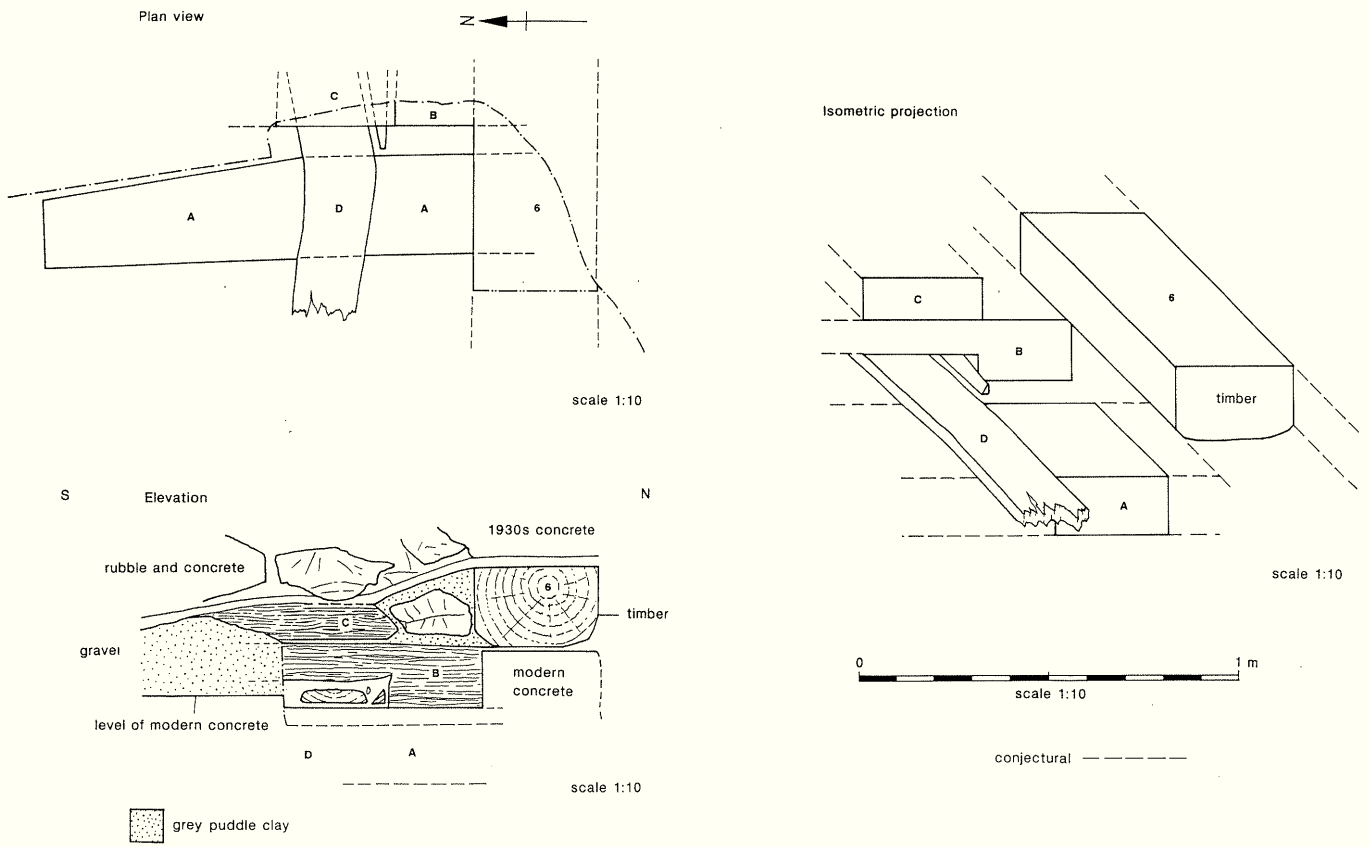 Plan view
N
C
B
A
D
A
6
scale 1:10
Isometric projection
C
6
B
timber
D
A
scale 1:10
S
Elevation
N
1930s concrete
rubble and concrete
6
timber
C
gravel
B
modern
concrete
D
level of modern concrete
D
A
scale 1:10
grey puddle clay
0
1 m
scale 1:10
conjectural